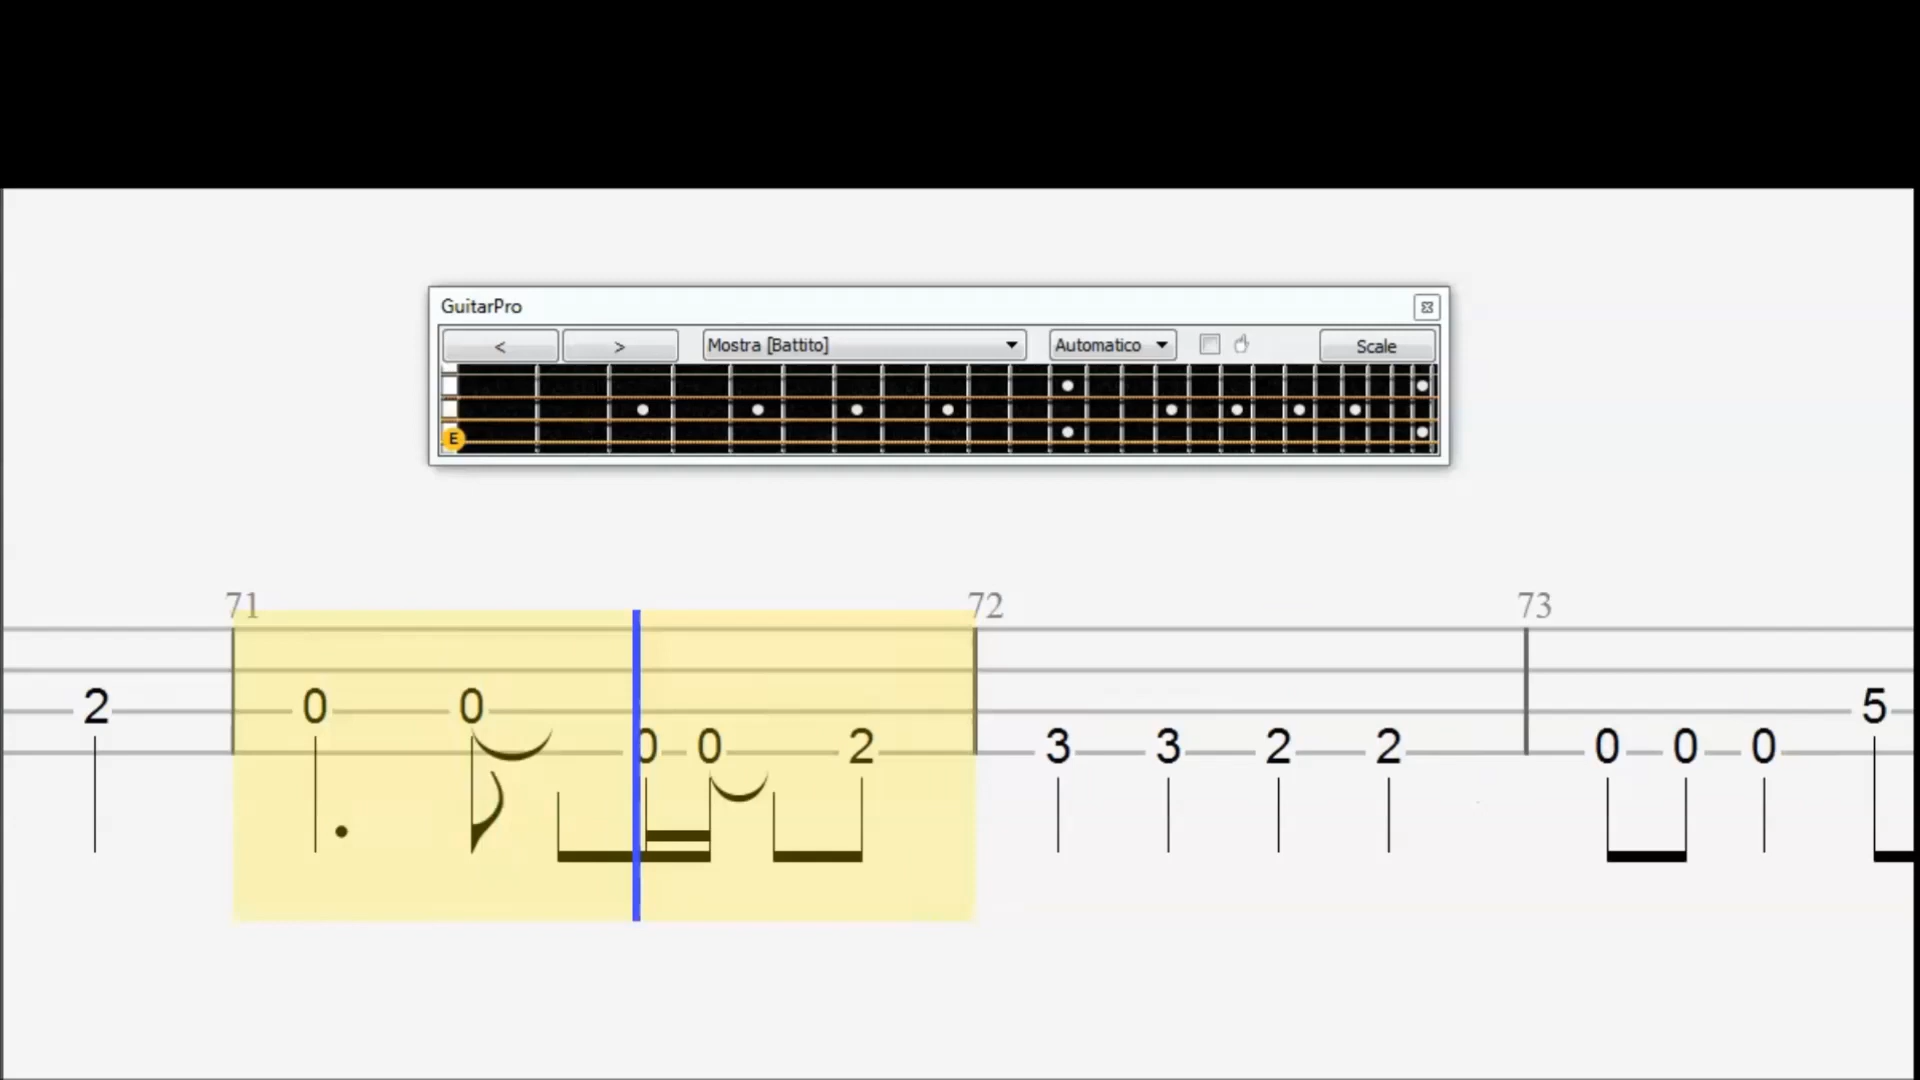 GuitarPro
< > Mostra [Battito] Automatico Scale
E
71 72 73
2 0 0 5
0 0 2 3 3 2 2 0 0 0